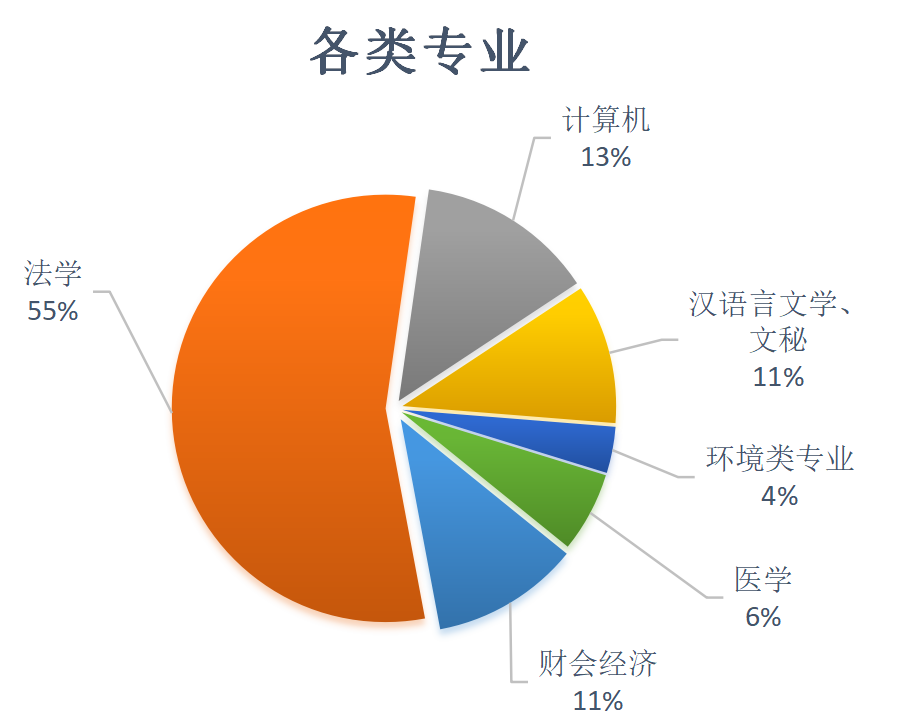 各类专业
计算机
13%
法学
55%
汉语言文学、
文秘
11%
环境类专业
4%
医学
6%
财会经济
11%